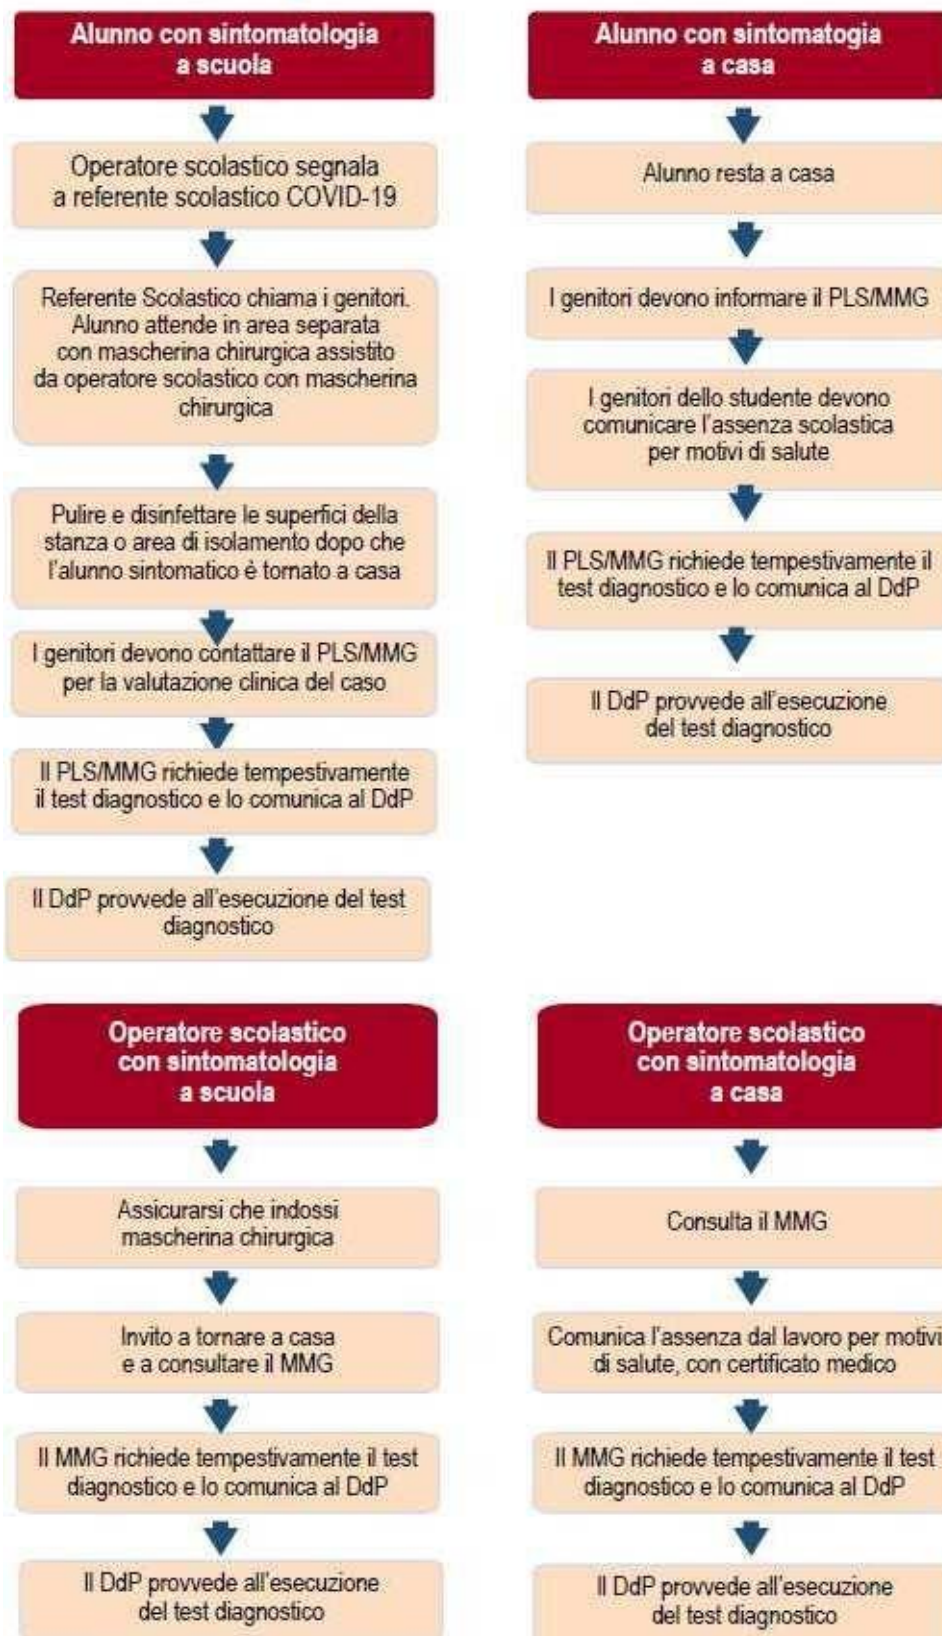 Alunno con sintomatologia
a scuola
Operatore scolastico segnala
a referente scolastico COVID-19
Referente Scolastico chiama i genitori.
Alunno attende in area separata
con mascherina chirurgica assistito
da operatore scolastico con mascherina
chirurgica
Pulire e disinfettare le superfici della
stanza o area di isolamento dopo che
l'alunno sintomatico è tornato a casa
I genitori devono contattare il PLS/MMG
per la valutazione clinica del caso
Il PLS/MMG richiede tempestivamente
il test diagnostico e lo comunica al DdP
Il DdP provvede all'esecuzione del test
diagnostico
Alunno con sintomatogia
a casa
Alunno resta a casa
I genitori devono informare il PLS/MMG
I genitori dello studente devono
comunicare l'assenza scolastica
per motivi di salute
Il PLS/MMG richiede tempestivamente il
test diagnostico e lo comunica al DdP
Il DdP provvede all'esecuzione
del test diagnostico
Operatore scolastico
con sintomatologia
a scuola
Assicurarsi che indossi
mascherina chirurgica
Invito a tornare a casa
e a consultare il MMG
Il MMG richiede tempestivamente il test
diagnostico e lo comunica al DdP
Il DdP provvede all'esecuzione
del test diagnostico
Operatore scolastico
con sintomatologia
a casa
Consulta il MMG
Comunica l'assenza dal lavoro per motivi
di salute, con certificato medico
Il MMG richiede tempestivamente il test
diagnostico e lo comunica al DdP
Il DdP provvede all'esecuzione
del test diagnostico